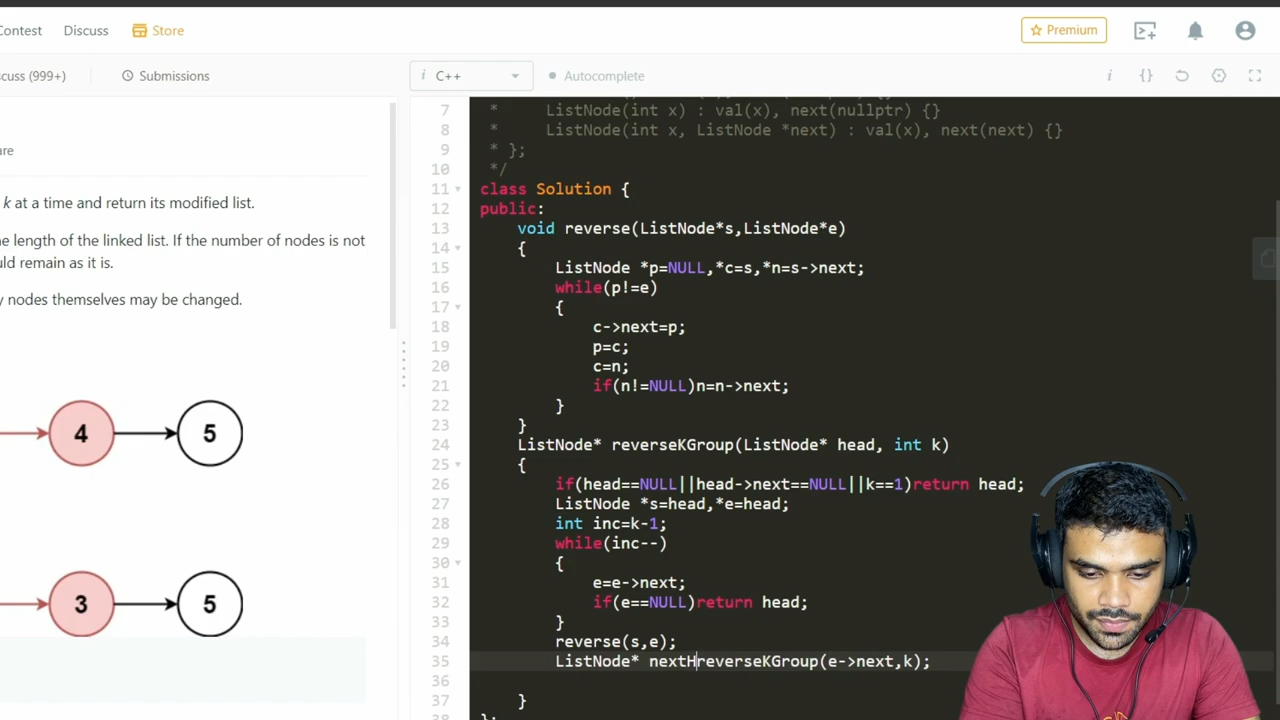 Contest Discuss Store Premium
cuss (999+) Submissions i C++ Autocomplete i {}
are
k at a time and return its modified list.
he length of the linked list. If the number of nodes is not
uld remain as it is.
y nodes themselves may be changed.
4 5
3 5
7 * ListNode(int x) : val(x), next(nullptr) {}
8 * ListNode(int x, ListNode *next) : val(x), next(next) {}
9 * };
10 */
11 class Solution {
12 public:
13 void reverse(ListNode*s,ListNode*e)
14 {
15 ListNode *p=NULL,*c=s,*n=s->next;
16 while(p!=e)
17 {
18 c->next=p;
19 p=c;
20 c=n;
21 if(n!=NULL)n=n->next;
22 }
23 }
24 ListNode* reverseKGroup(ListNode* head, int k)
25 {
26 if(head==NULL||head->next==NULL||k==1)return head;
27 ListNode *s=head,*e=head;
28 int inc=k-1;
29 while(inc--)
30 {
31 e=e->next;
32 if(e==NULL)return head;
33 }
34 reverse(s,e);
35 ListNode* nextHreverseKGroup(e->next,k);
36
37 }
38 };